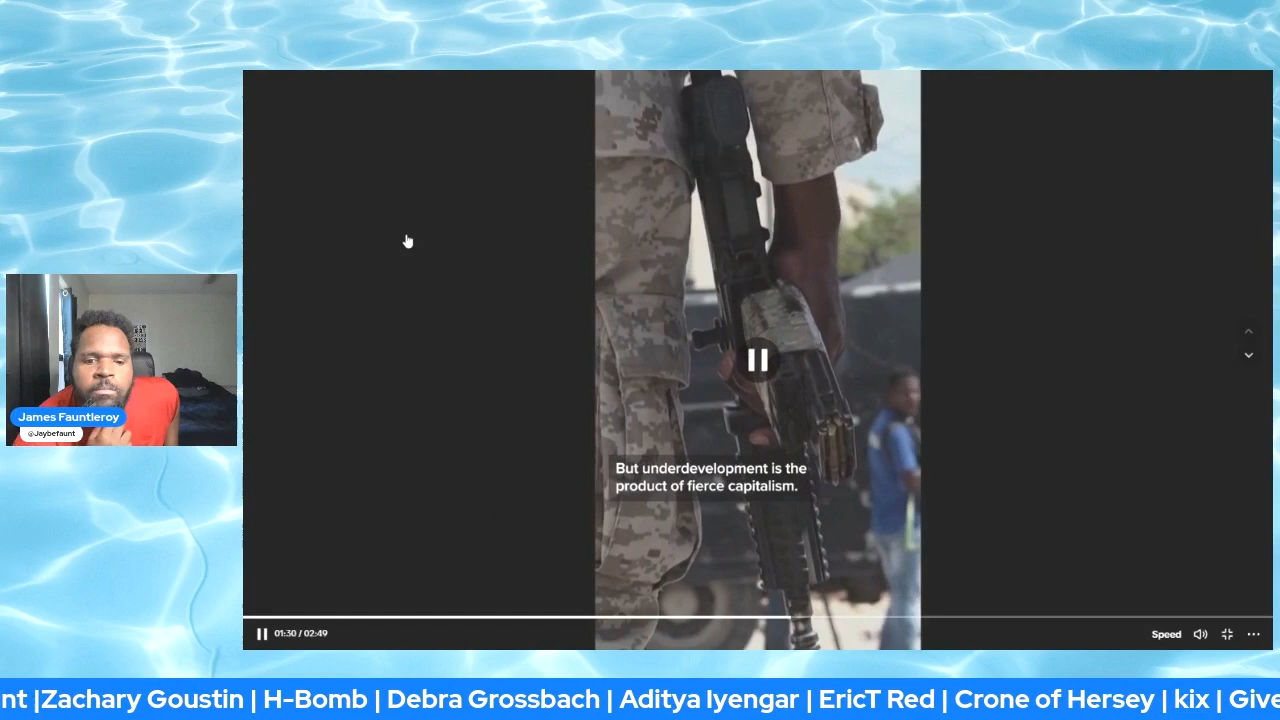 James Fauntleroy
@Jaybefaunt
But underdevelopment is the
product of fierce capitalism.
01:30 / 02:49
Speed
nt |Zachary Goustin | H-Bomb | Debra Grossbach | Aditya Iyengar | EricT Red | Crone of Hersey | kix | Give